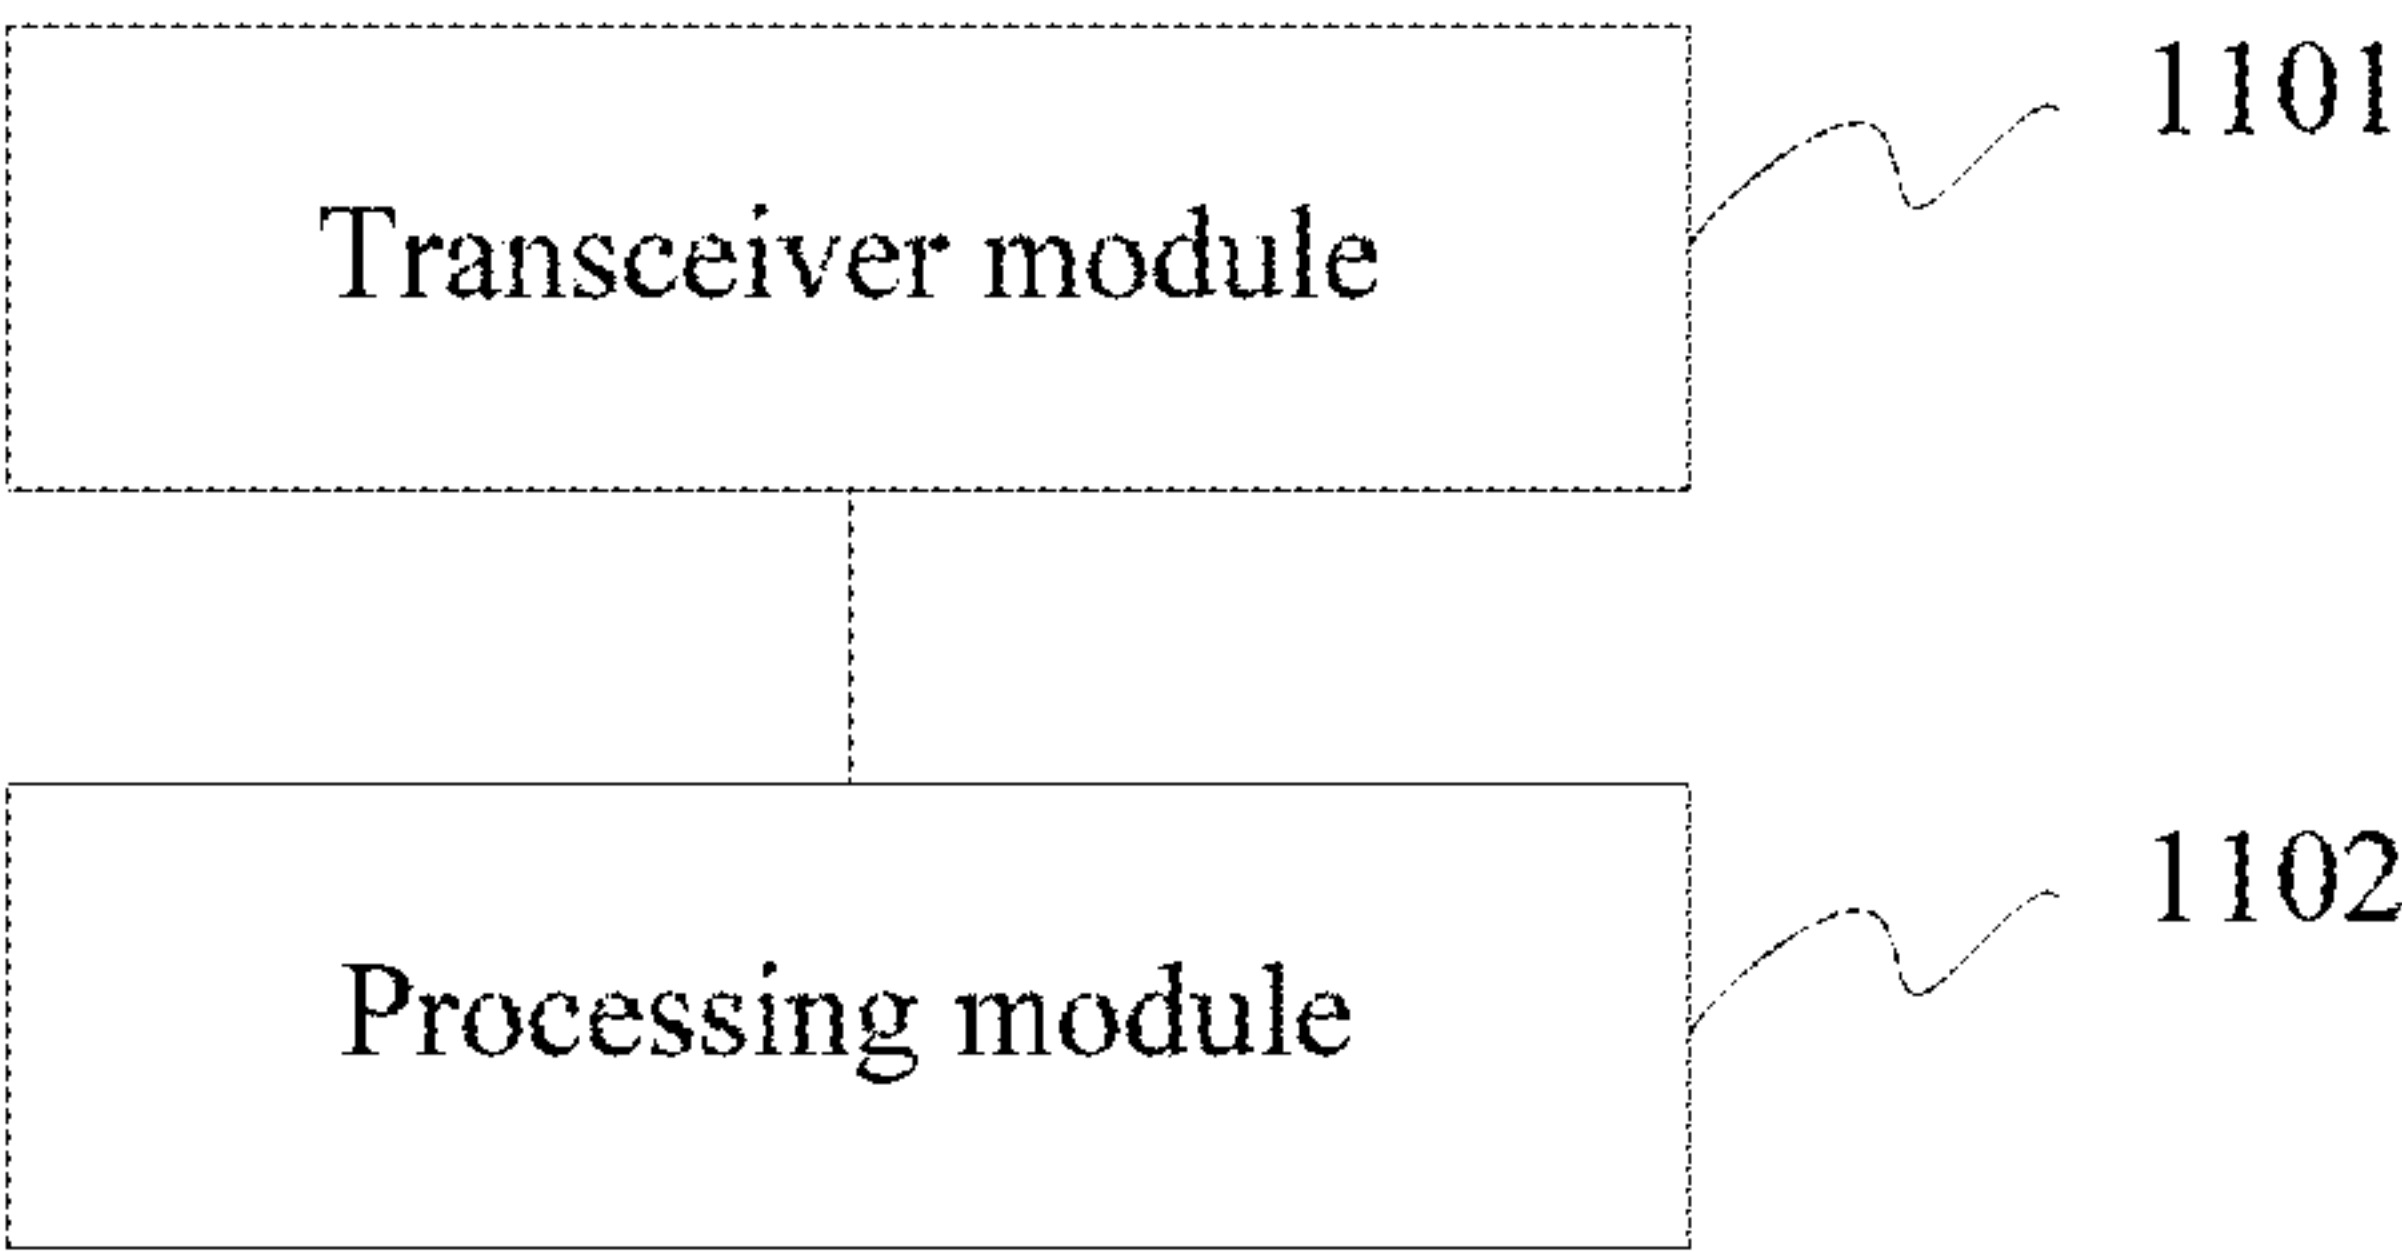 1101
Transceiver module
1102
Processing module